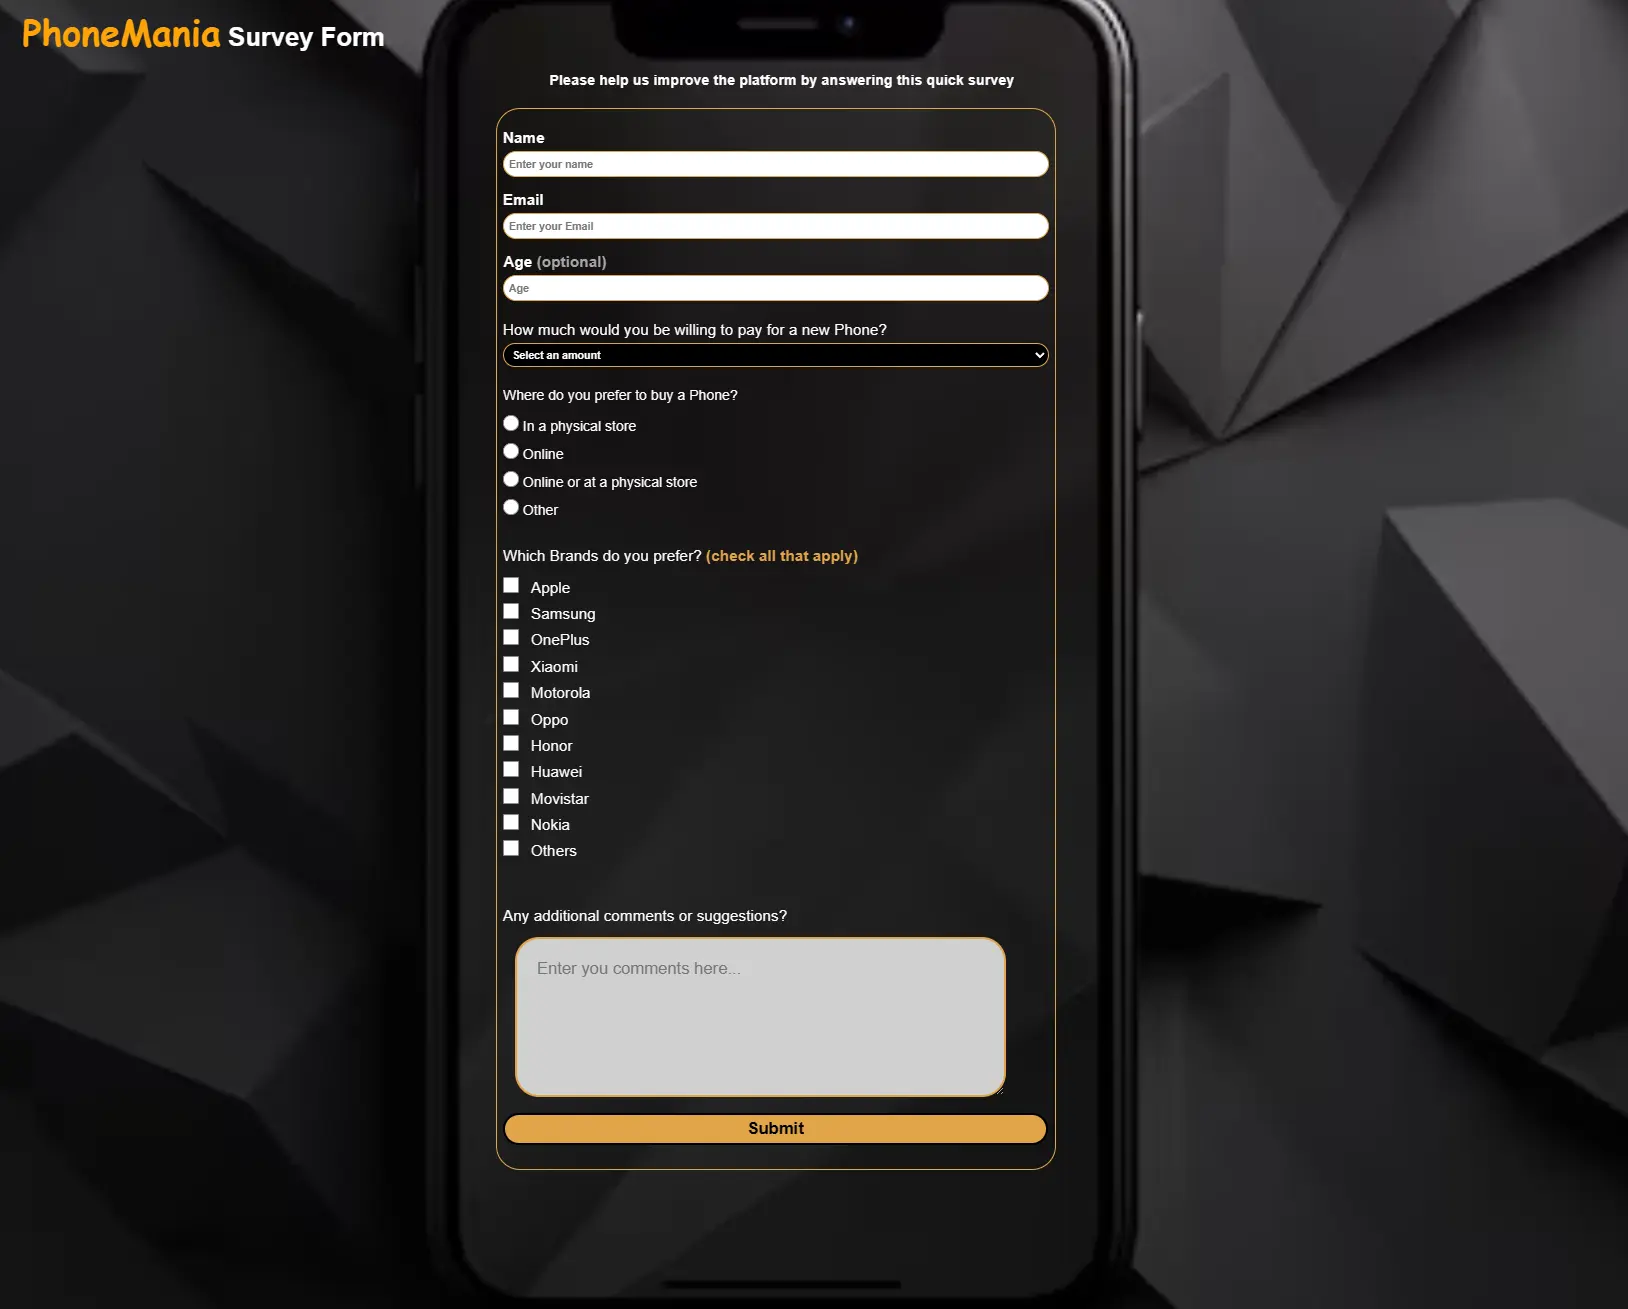 PhoneMania Survey Form
Please help us improve the platform by answering this quick survey
Name
Enter your name
Email
Enter your Email
Age (optional)
Age
How much would you be willing to pay for a new Phone?
Select an amount
Where do you prefer to buy a Phone?
In a physical store
Online
Online or at a physical store
Other
Which Brands do you prefer? (check all that apply)
Apple
Samsung
OnePlus
Xiaomi
Motorola
Oppo
Honor
Huawei
Movistar
Nokia
Others
Any additional comments or suggestions?
Enter you comments here...
Submit